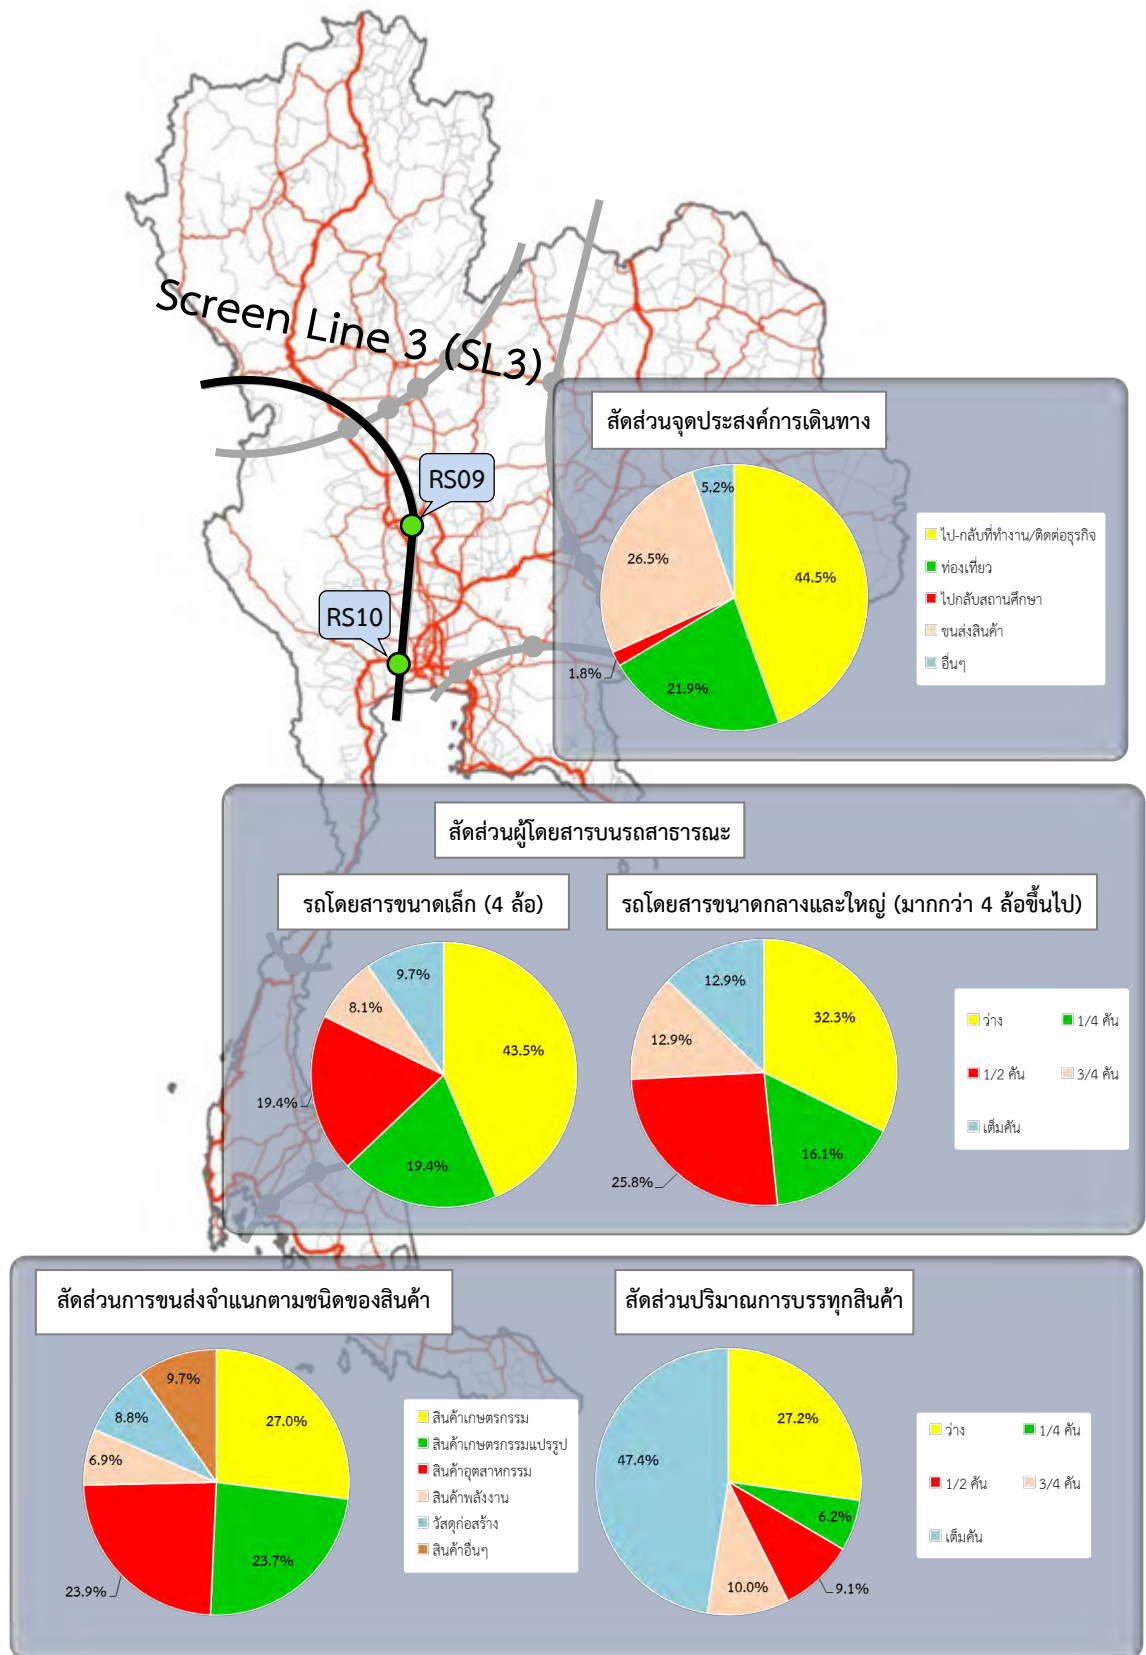 Screen Line 3 (SL3)
RS09
RS10
สัดส่วนจุดประสงค์การเดินทาง
5.2%
26.5%
44.5%
1.8%
21.9%
ไป-กลับที่ทำงาน/ติดต่อธุรกิจ
ท่องเที่ยว
ไปกลับสถานศึกษา
ขนส่งสินค้า
อื่นๆ
สัดส่วนผู้โดยสารบนรถสาธารณะ
รถโดยสารขนาดเล็ก (4 ล้อ)
9.7%
8.1%
43.5%
19.4%
19.4%
รถโดยสารขนาดกลางและใหญ่ (มากกว่า 4 ล้อขึ้นไป)
12.9%
12.9%
32.3%
16.1%
25.8%
ว่าง
1/4 คัน
1/2 คัน
3/4 คัน
เต็มคัน
สัดส่วนการขนส่งจำแนกตามชนิดของสินค้า
9.7%
8.8%
27.0%
6.9%
23.7%
23.9%
สินค้าเกษตรกรรม
สินค้าเกษตรกรรมแปรรูป
สินค้าอุตสาหกรรม
สินค้าพลังงาน
วัสดุก่อสร้าง
สินค้าอื่นๆ
สัดส่วนปริมาณการบรรทุกสินค้า
27.2%
47.4%
6.2%
10.0%
9.1%
ว่าง
1/4 คัน
1/2 คัน
3/4 คัน
เต็มคัน